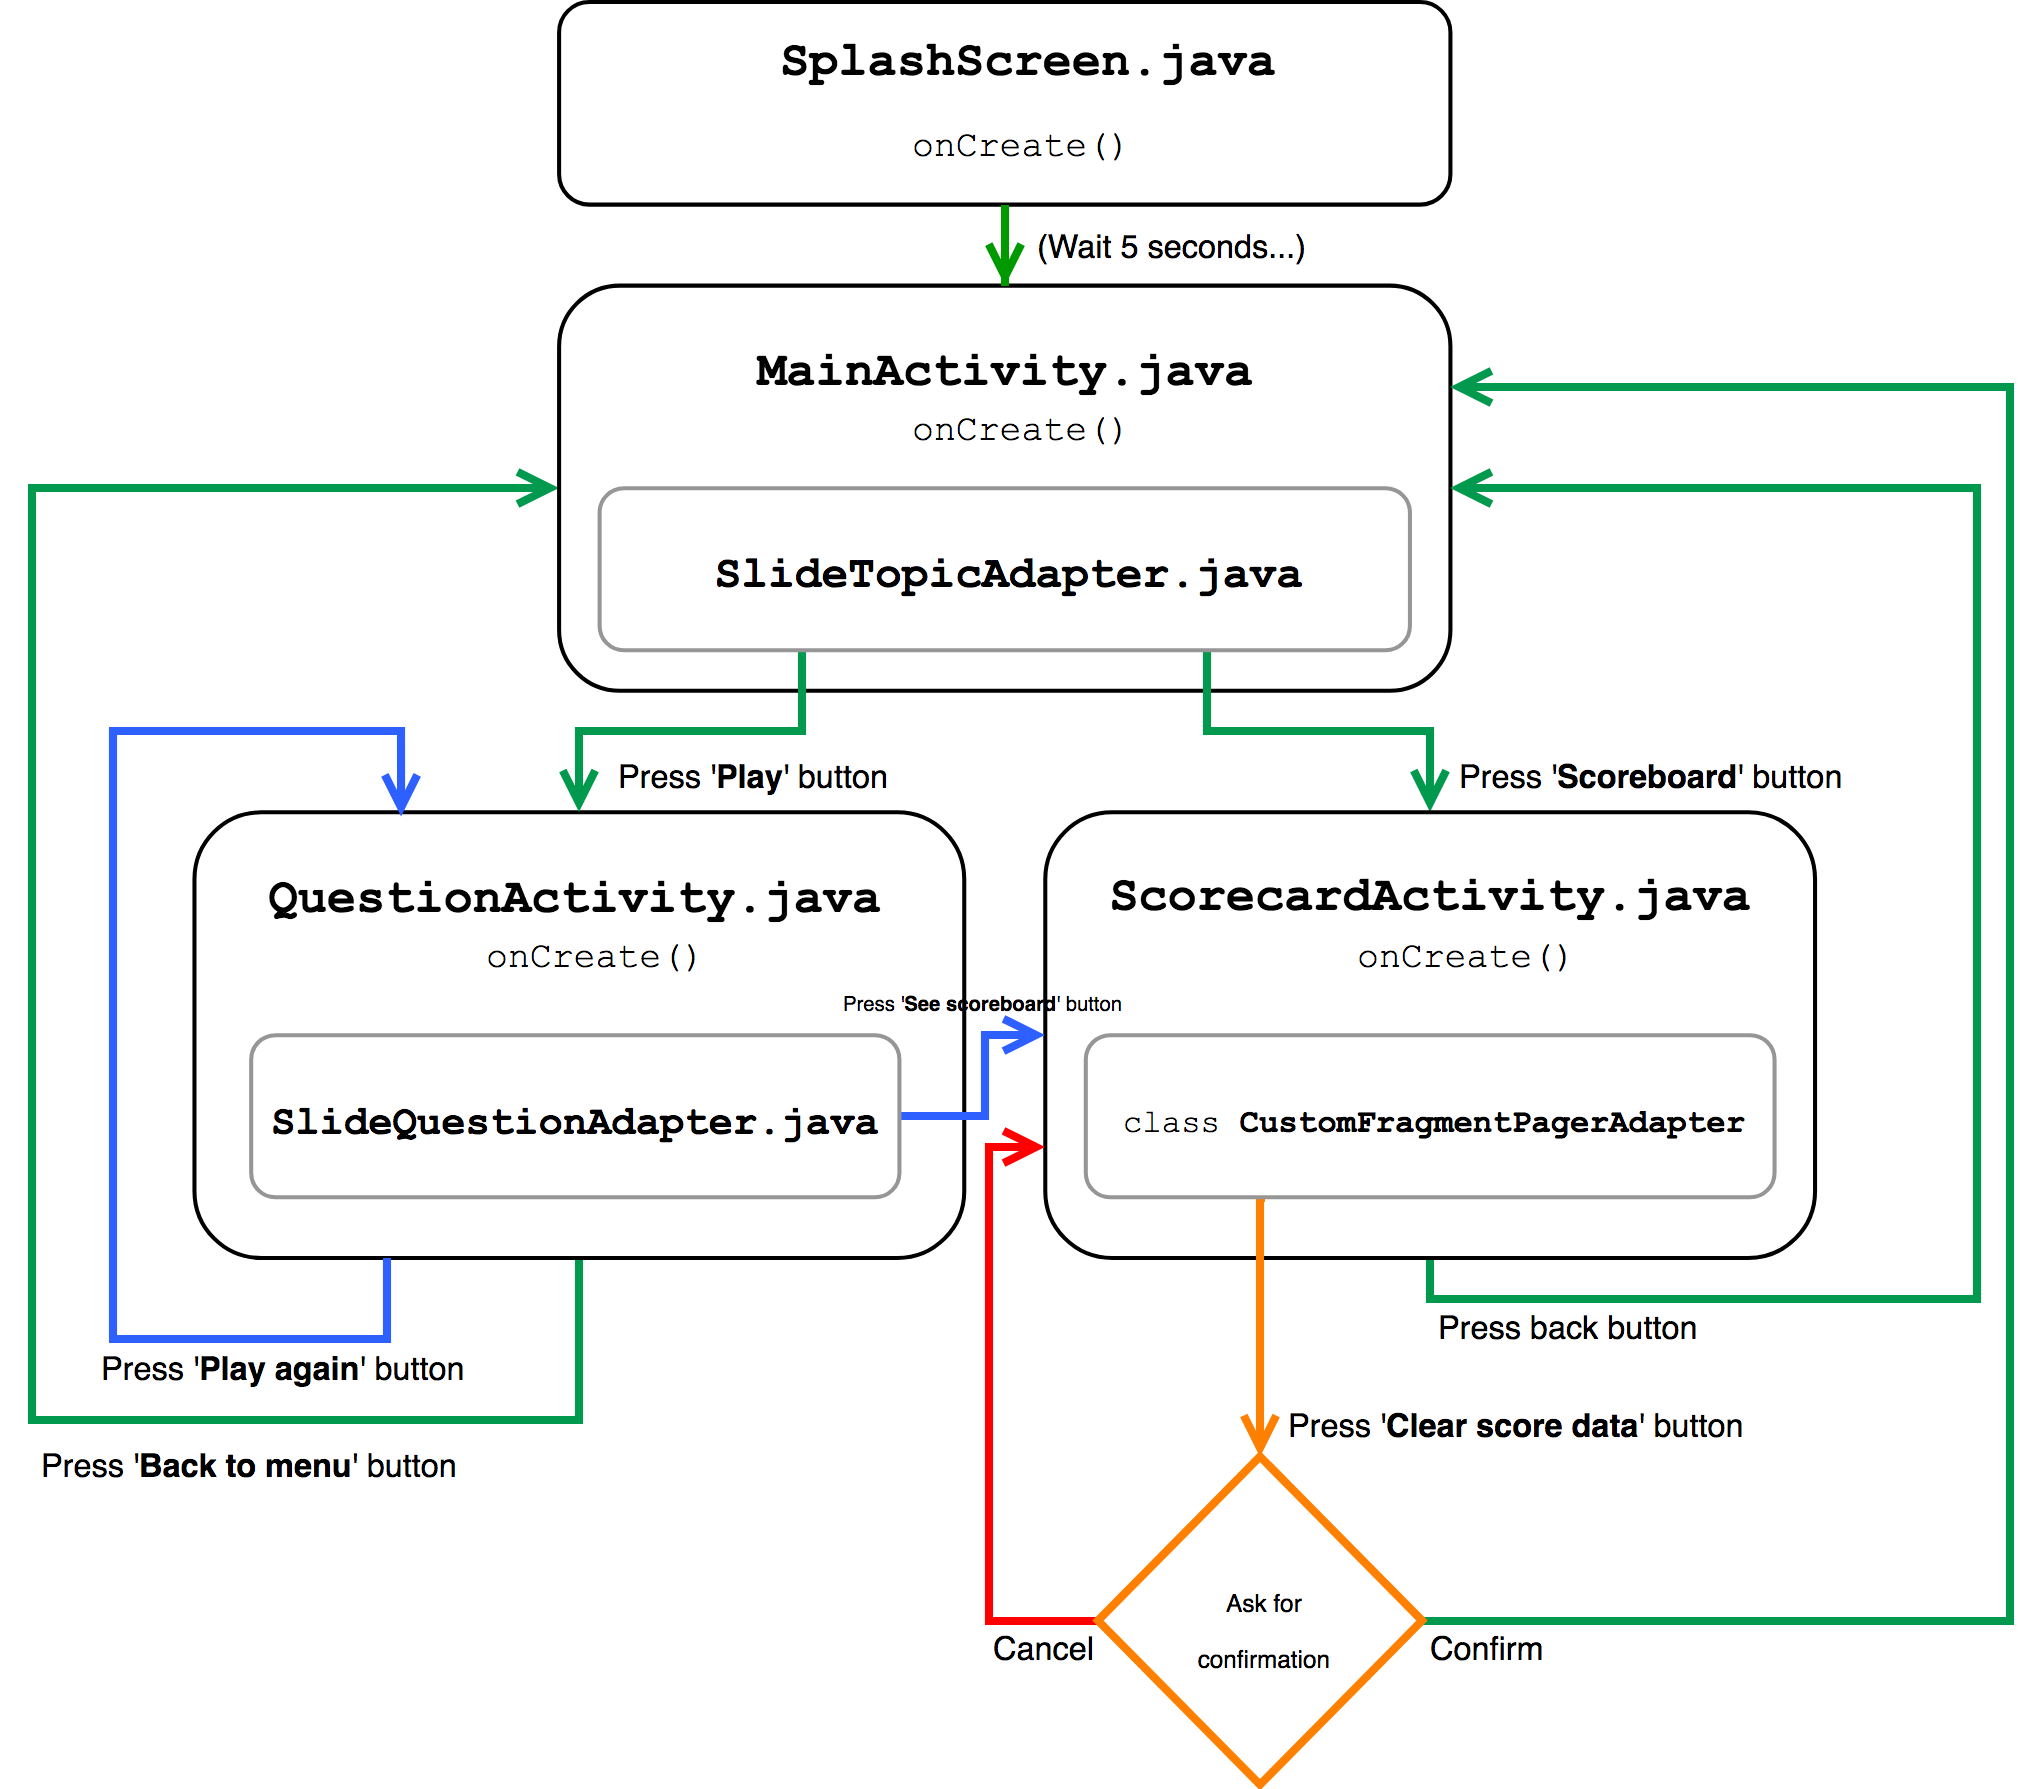 SplashScreen.java
onCreate()
(Wait 5 seconds...)
MainActivity.java
onCreate()
SlideTopicAdapter.java
Press 'Play' button
Press 'Scoreboard' button
QuestionActivity.java
onCreate()
ScorecardActivity.java
onCreate()
Press 'See scoreboard' button
SlideQuestionAdapter.java
class CustomFragmentPagerAdapter
Press back button
Press 'Play again' button
Press 'Clear score data' button
Press 'Back to menu' button
Ask for
confirmation
Cancel
Confirm